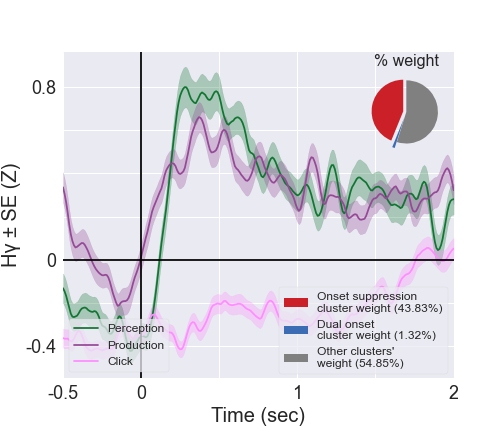 % weight
0.8
0
-0.4
Hγ ± SE (Z)
Perception
Production
Click
Onset suppression
cluster weight (43.83%)
Dual onset
cluster weight (1.32%)
Other clusters'
weight (54.85%)
-0.5
0
1
2
Time (sec)